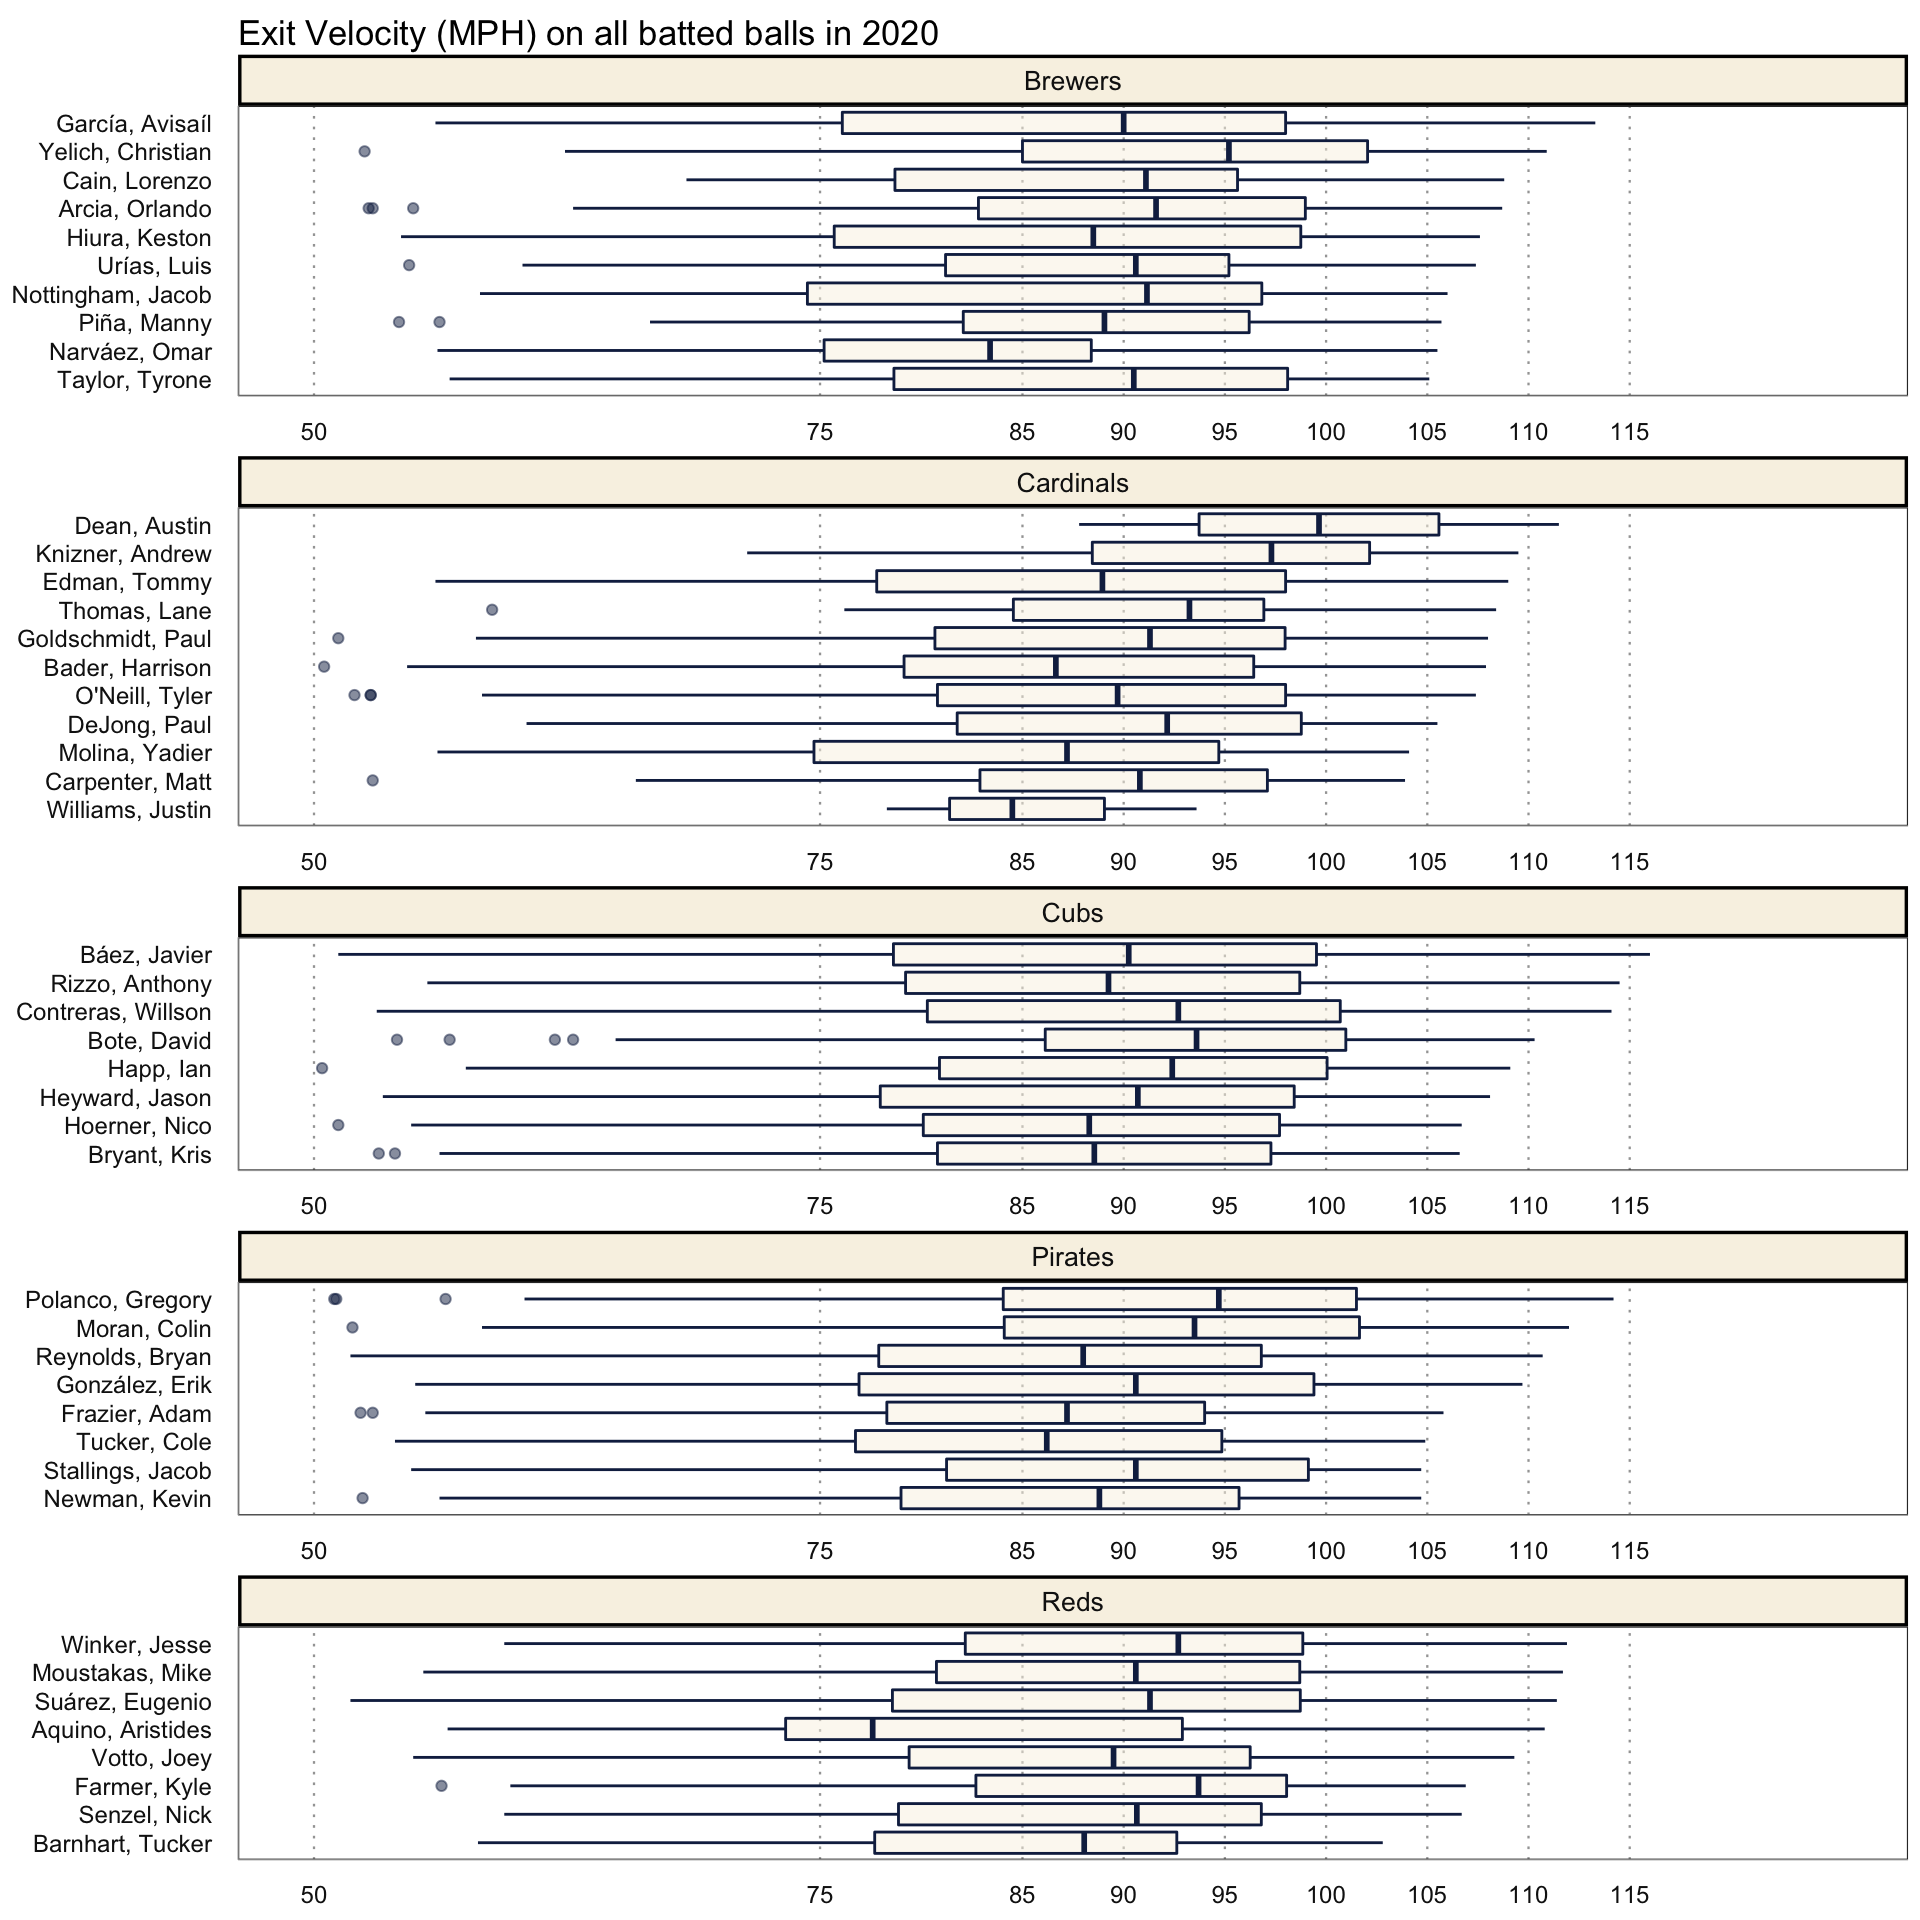 Exit Velocity (MPH) on all batted balls in 2020
Brewers
García, Avisaíl
Yelich, Christian
Cain, Lorenzo
Arcia, Orlando
Hiura, Keston
Urías, Luis
Nottingham, Jacob
Piña, Manny
Narváez, Omar
Taylor, Tyrone
50 75 85 90 95 100 105 110 115
Cardinals
Dean, Austin
Knizner, Andrew
Edman, Tommy
Thomas, Lane
Goldschmidt, Paul
Bader, Harrison
O'Neill, Tyler
DeJong, Paul
Molina, Yadier
Carpenter, Matt
Williams, Justin
50 75 85 90 95 100 105 110 115
Cubs
Báez, Javier
Rizzo, Anthony
Contreras, Willson
Bote, David
Happ, Ian
Heyward, Jason
Hoerner, Nico
Bryant, Kris
50 75 85 90 95 100 105 110 115
Pirates
Polanco, Gregory
Moran, Colin
Reynolds, Bryan
González, Erik
Frazier, Adam
Tucker, Cole
Stallings, Jacob
Newman, Kevin
50 75 85 90 95 100 105 110 115
Reds
Winker, Jesse
Moustakas, Mike
Suárez, Eugenio
Aquino, Aristides
Votto, Joey
Farmer, Kyle
Senzel, Nick
Barnhart, Tucker
50 75 85 90 95 100 105 110 115